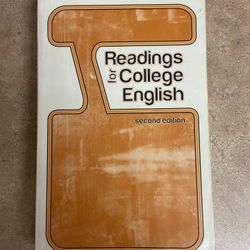 Readings
for College
English
second edition